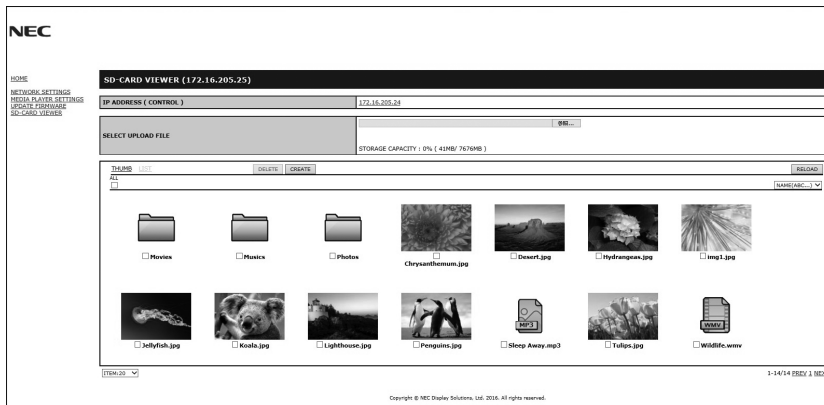 NEC
HOME
NETWORK SETTINGS
MEDIA PLAYER SETTINGS
UPDATE FIRMWARE
SD-CARD VIEWER
SD-CARD VIEWER (172.16.205.25)
IP ADDRESS ( CONTROL ) 172.16.205.24
SELECT UPLOAD FILE
参照...
STORAGE CAPACITY : 0% ( 41MB/ 7676MB )
THUMB LIST DELETE CREATE RELOAD
ALL
NAME(ABC...)
Movies Musics Photos Chrysanthemum.jpg Desert.jpg Hydrangeas.jpg img1.jpg
MP3 WMV
Jellyfish.jpg Koala.jpg Lighthouse.jpg Penguins.jpg Sleep Away.mp3 Tulips.jpg Wildlife.wmv
ITEM:20 1-14/14 PREV 1 NEX
Copyright © NEC Display Solutions, Ltd. 2016. All rights reserved.